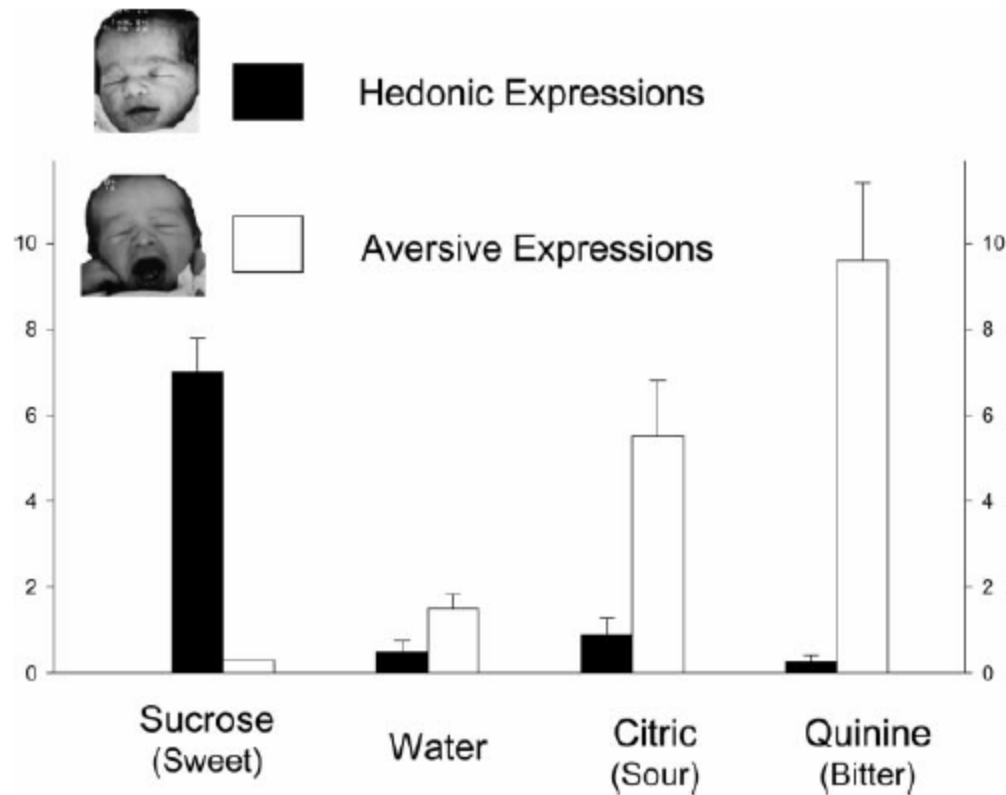 Hedonic Expressions
Aversive Expressions
10
8
6
4
2
0
10
8
6
4
2
0
Sucrose
(Sweet)
Water
Citric
(Sour)
Quinine
(Bitter)